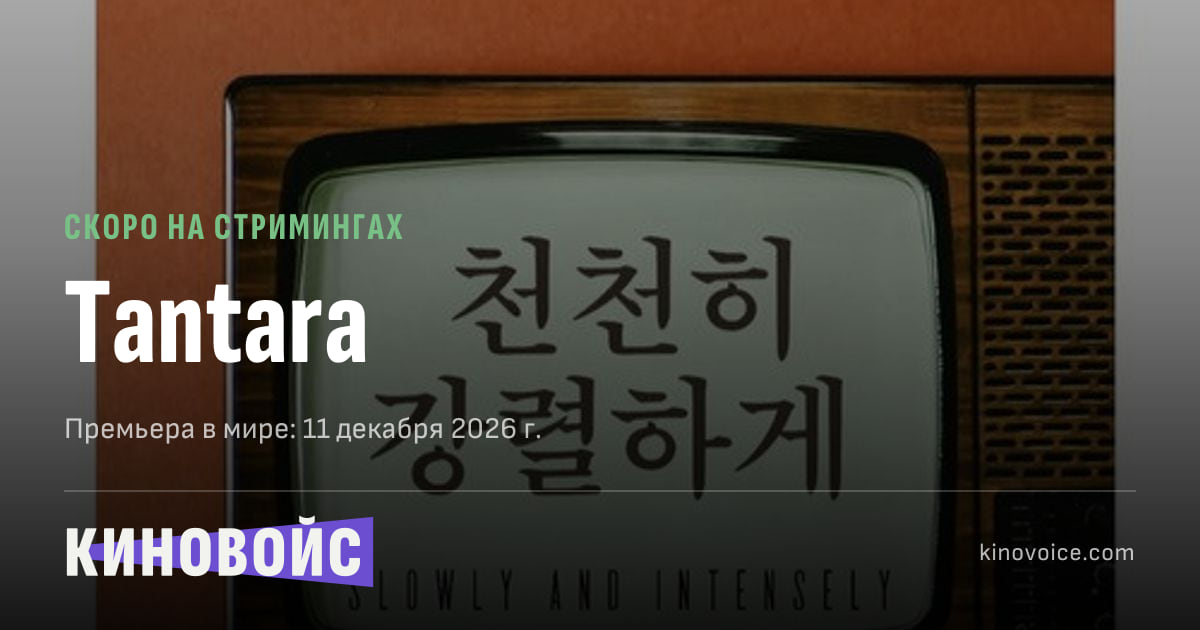 СКОРО НА СТРИМИНГАХ
Tantara
Премьера в мире: 11 декабря 2026 г.
천천히
강렬하게
SLOWLY AND INTENSELY
КИНОВОЙС
kinovoice.com